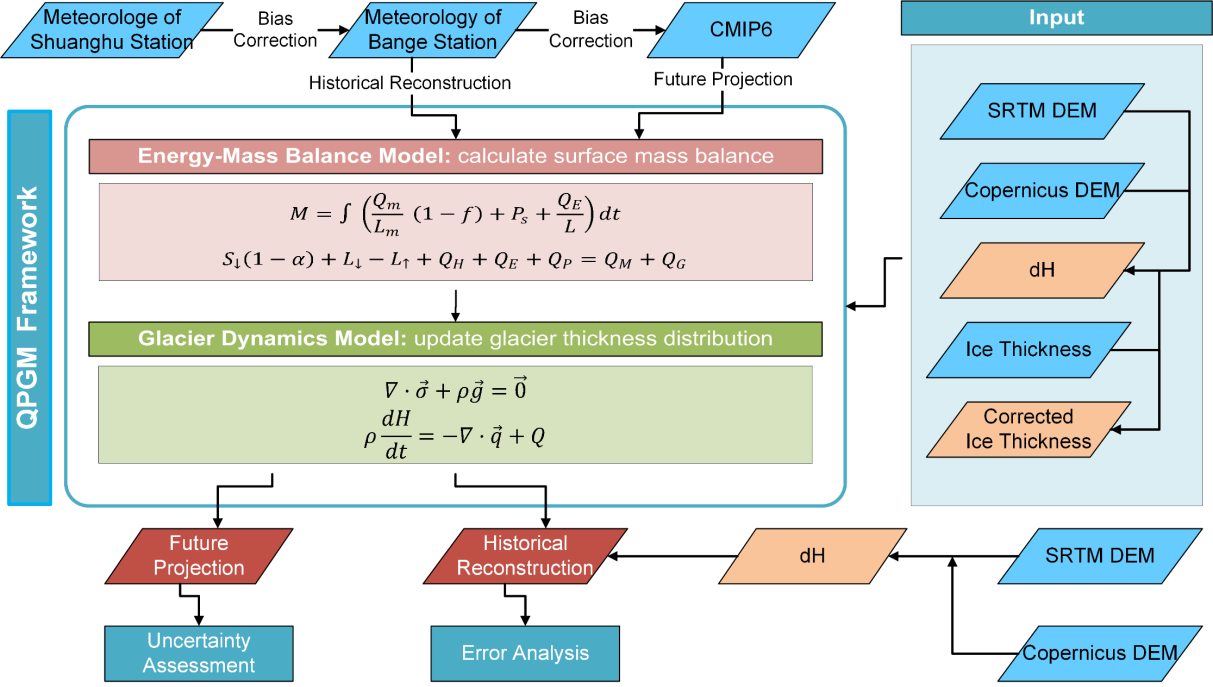 Meteorologe of
Shuanghu Station
Bias
Correction
Meteorology of
Bange Station
Bias
Correction
CMIP6
Input
Historical Reconstruction
Future Projection
QPGM Framework
Energy-Mass Balance Model: calculate surface mass balance
M = ∫ (Q_m/L_m (1 − f) + P_s + Q_E/L) dt
S↓(1 − α) + L↓ − L↑ + Q_H + Q_E + Q_P = Q_M + Q_G
Glacier Dynamics Model: update glacier thickness distribution
∇ · σ⃗ + ρg⃗ = 0⃗
ρ dH/dt = −∇ · q⃗ + Q
SRTM DEM
Copernicus DEM
dH
Ice Thickness
Corrected
Ice Thickness
Future
Projection
Historical
Reconstruction
dH
SRTM DEM
Uncertainty
Assessment
Error Analysis
Copernicus DEM